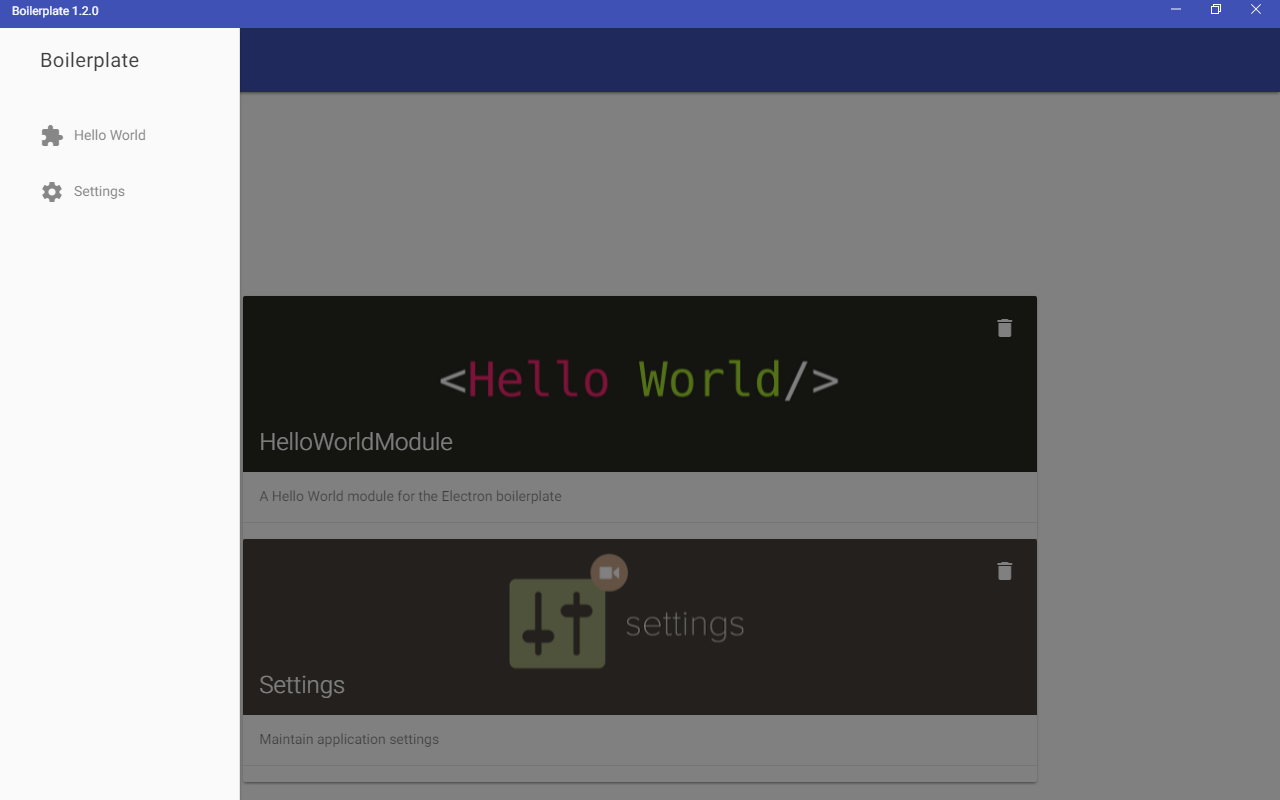 Boilerplate 1.2.0
Boilerplate
Hello World
Settings
<Hello World/>
HelloWorldModule
A Hello World module for the Electron boilerplate
settings
Settings
Maintain application settings